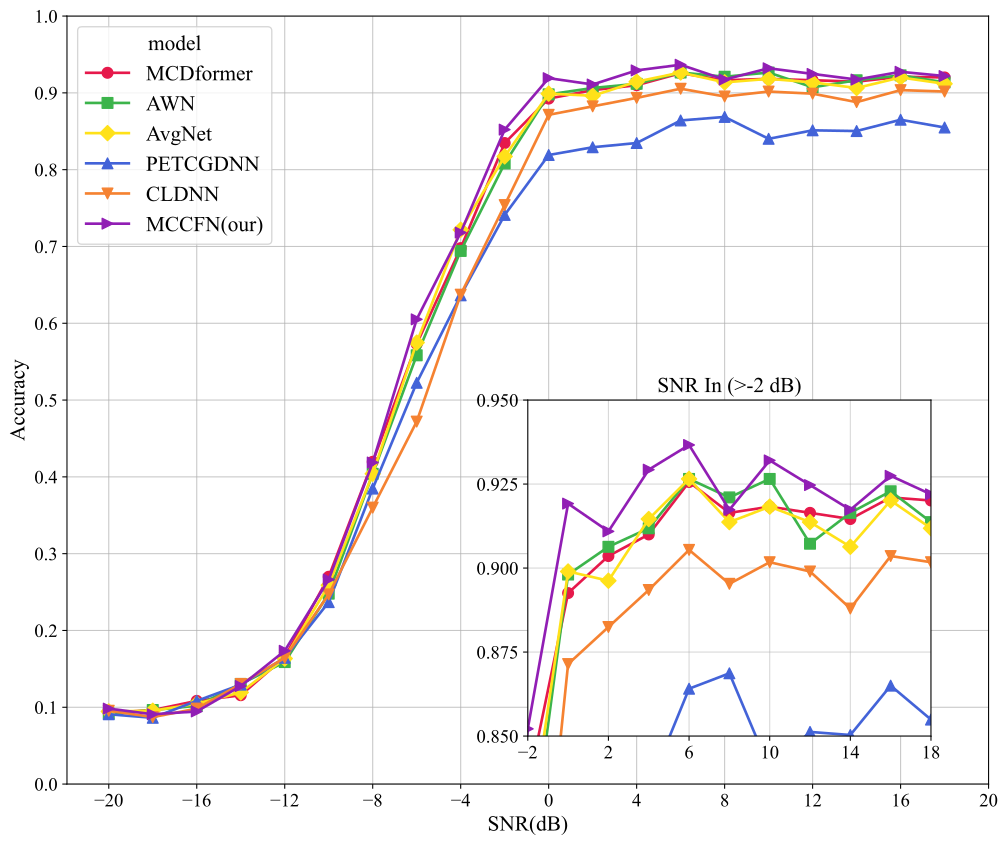 model
MCDformer
AWN
AvgNet
PETCGDNN
CLDNN
MCCFN(our)
1.0
0.9
0.8
0.7
0.6
0.5
0.4
0.3
0.2
0.1
0.0
Accuracy
−20 −16 −12 −8 −4 0 4 8 12 16 20
SNR(dB)
SNR In (>-2 dB)
0.950
0.925
0.900
0.875
0.850
−2 2 6 10 14 18